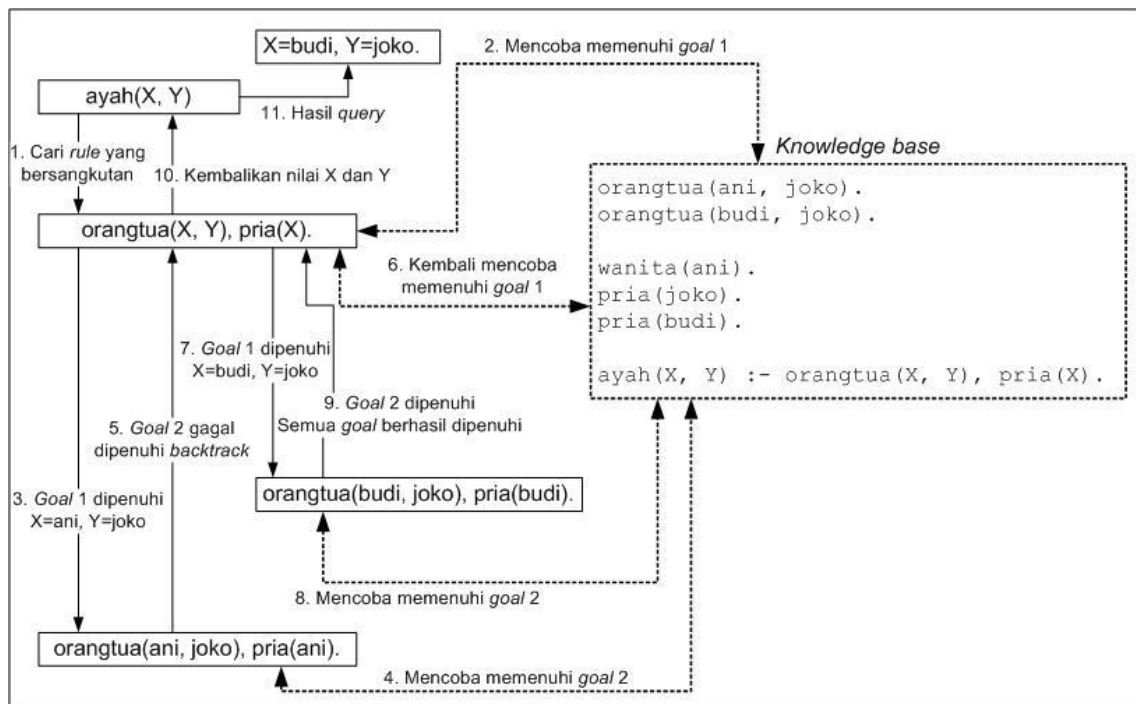 X=budi, Y=joko.
2. Mencoba memenuhi goal 1
ayah(X, Y)
11. Hasil query
1. Cari rule yang
bersangkutan
10. Kembalikan nilai X dan Y
Knowledge base
orangtua(ani, joko).
orangtua(budi, joko).
wanita(ani).
pria(joko).
pria(budi).
ayah(X, Y) :- orangtua(X, Y), pria(X).
orangtua(X, Y), pria(X).
6. Kembali mencoba
memenuhi goal 1
7. Goal 1 dipenuhi
X=budi, Y=joko
9. Goal 2 dipenuhi
Semua goal berhasil dipenuhi
5. Goal 2 gagal
dipenuhi backtrack
3. Goal 1 dipenuhi
X=ani, Y=joko
orangtua(budi, joko), pria(budi).
8. Mencoba memenuhi goal 2
orangtua(ani, joko), pria(ani).
4. Mencoba memenuhi goal 2